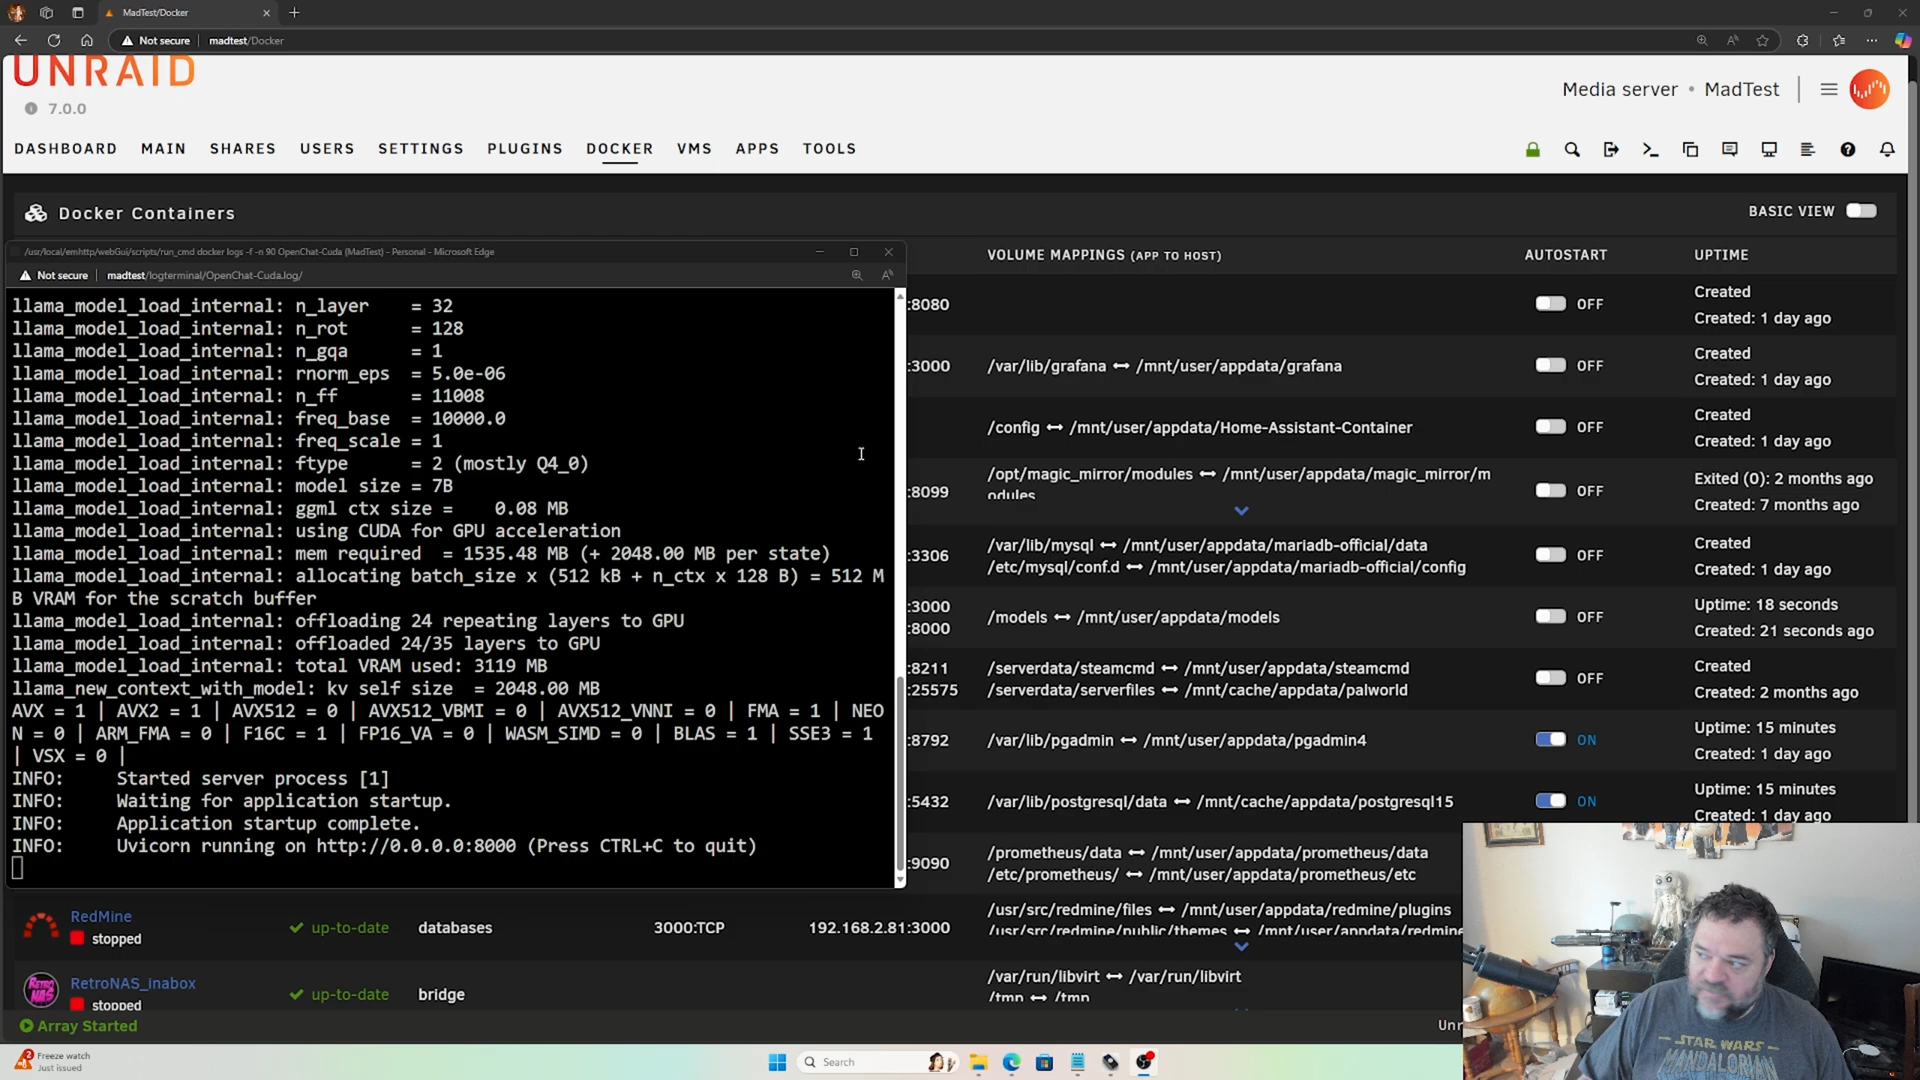 MadTest/Docker
Not secure
madtest/Docker
UNRAID
7.0.0
Media server • MadTest
DASHBOARD MAIN SHARES USERS SETTINGS PLUGINS DOCKER VMS APPS TOOLS
Docker Containers
BASIC VIEW
/usr/local/emhttp/webGui/scripts/run_cmd docker logs -f -n 90 OpenChat-Cuda (MadTest) - Personal - Microsoft Edge
Not secure
madtest/logterminal/OpenChat-Cuda.log/
llama_model_load_internal: n_layer = 32
llama_model_load_internal: n_rot = 128
llama_model_load_internal: n_gqa = 1
llama_model_load_internal: rnorm_eps = 5.0e-06
llama_model_load_internal: n_ff = 11008
llama_model_load_internal: freq_base = 10000.0
llama_model_load_internal: freq_scale = 1
llama_model_load_internal: ftype = 2 (mostly Q4_0)
llama_model_load_internal: model size = 7B
llama_model_load_internal: ggml ctx size = 0.08 MB
llama_model_load_internal: using CUDA for GPU acceleration
llama_model_load_internal: mem required = 1535.48 MB (+ 2048.00 MB per state)
llama_model_load_internal: allocating batch_size x (512 kB + n_ctx x 128 B) = 512 M
B VRAM for the scratch buffer
llama_model_load_internal: offloading 24 repeating layers to GPU
llama_model_load_internal: offloaded 24/35 layers to GPU
llama_model_load_internal: total VRAM used: 3119 MB
llama_new_context_with_model: kv self size = 2048.00 MB
AVX = 1 | AVX2 = 1 | AVX512 = 0 | AVX512_VBMI = 0 | AVX512_VNNI = 0 | FMA = 1 | NEO
N = 0 | ARM_FMA = 0 | F16C = 1 | FP16_VA = 0 | WASM_SIMD = 0 | BLAS = 1 | SSE3 = 1
| VSX = 0 |
INFO: Started server process [1]
INFO: Waiting for application startup.
INFO: Application startup complete.
INFO: Uvicorn running on http://0.0.0.0:8000 (Press CTRL+C to quit)
VOLUME MAPPINGS (APP TO HOST) AUTOSTART UPTIME
:8080 OFF Created
Created: 1 day ago
:3000 /var/lib/grafana ↔ /mnt/user/appdata/grafana OFF Created
Created: 1 day ago
/config ↔ /mnt/user/appdata/Home-Assistant-Container OFF Created
Created: 1 day ago
:8099 /opt/magic_mirror/modules ↔ /mnt/user/appdata/magic_mirror/m
odules
OFF Exited (0): 2 months ago
Created: 7 months ago
:3306 /var/lib/mysql ↔ /mnt/user/appdata/mariadb-official/data
/etc/mysql/conf.d ↔ /mnt/user/appdata/mariadb-official/config
OFF Created
Created: 1 day ago
:3000
:8000
/models ↔ /mnt/user/appdata/models OFF Uptime: 18 seconds
Created: 21 seconds ago
:8211 /serverdata/steamcmd ↔ /mnt/user/appdata/steamcmd
:25575 /serverdata/serverfiles ↔ /mnt/cache/appdata/palworld
OFF Created
Created: 2 months ago
:8792 /var/lib/pgadmin ↔ /mnt/user/appdata/pgadmin4 ON Uptime: 15 minutes
Created: 1 day ago
:5432 /var/lib/postgresql/data ↔ /mnt/cache/appdata/postgresql15 ON Uptime: 15 minutes
Created: 1 day ago
:9090 /prometheus/data ↔ /mnt/user/appdata/prometheus/data
/etc/prometheus/ ↔ /mnt/user/appdata/prometheus/etc
RedMine
stopped
up-to-date databases 3000:TCP 192.168.2.81:3000
/usr/src/redmine/files ↔ /mnt/user/appdata/redmine/plugins
/usr/src/redmine/public/themes ↔ /mnt/user/appdata/redmine
RETRO NAS
RetroNAS_inabox
stopped
up-to-date bridge
/var/run/libvirt ↔ /var/run/libvirt
/tmp ↔ /tmp
Array Started
Unr
2
Freeze watch
Just issued
Search
STAR WARS
MANDALORIAN